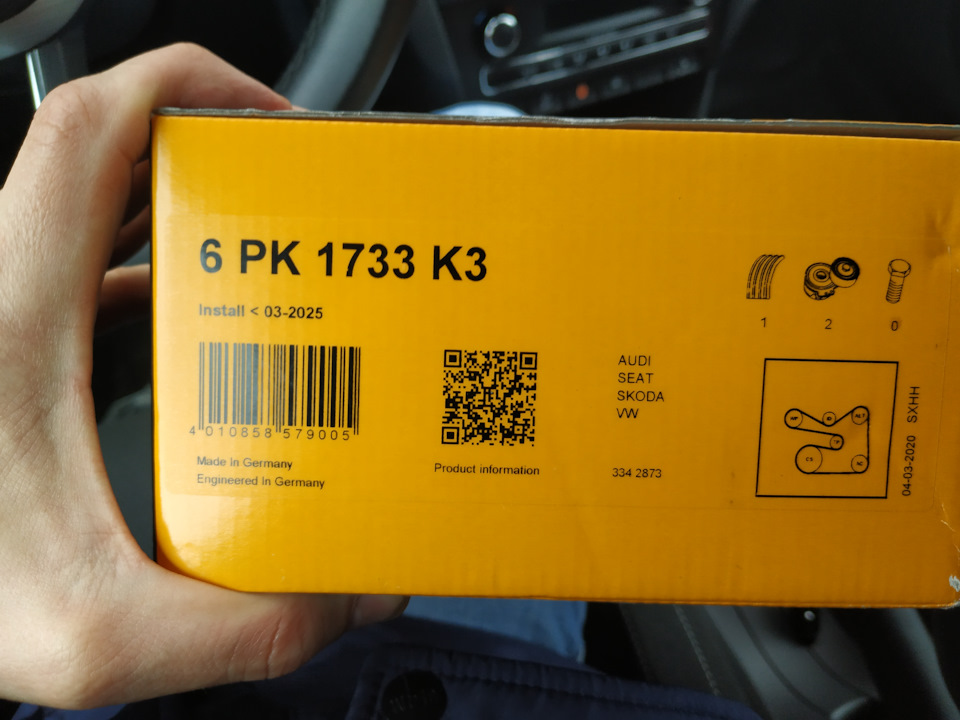 6 PK 1733 K3
Install < 03-2025
4 010858 579005
Made In Germany
Engineered In Germany
Product information
AUDI
SEAT
SKODA
VW
334 2873
1 2 0
04-03-2020 SXHH